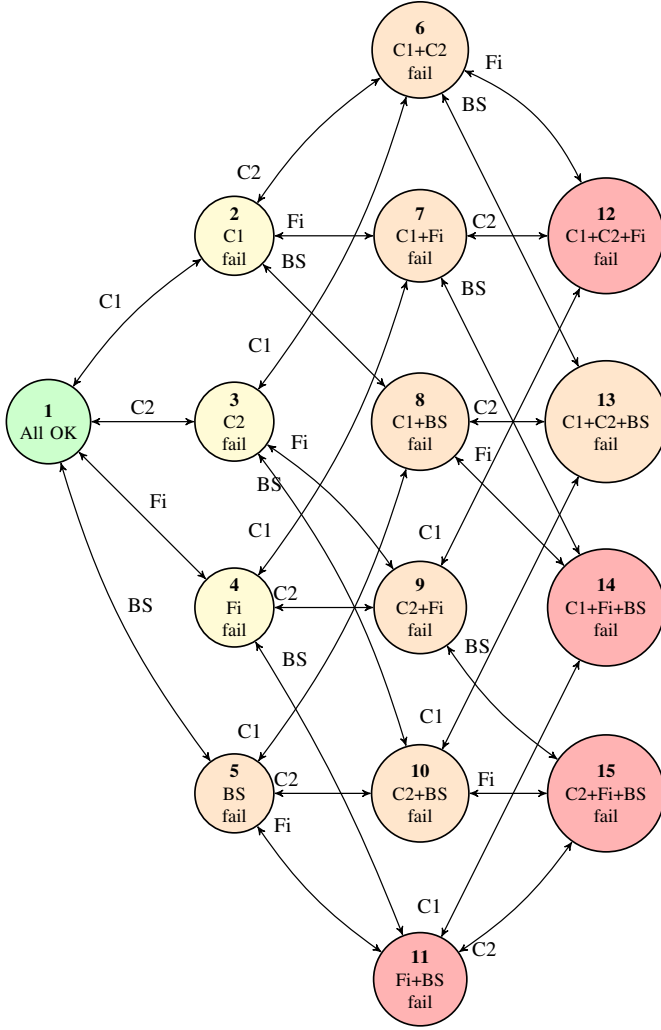 6
C1+C2
fail
Fi
BS
C2
2
C1
fail
Fi
BS
7
C1+Fi
fail
C2
BS
12
C1+C2+Fi
fail
C1
C1
1
All OK
C2
3
C2
fail
Fi
BS
8
C1+BS
fail
C2
Fi
13
C1+C2+BS
fail
Fi
C1
C1
4
Fi
fail
C2
BS
9
C2+Fi
fail
BS
14
C1+Fi+BS
fail
BS
C1
C1
5
BS
fail
C2
Fi
10
C2+BS
fail
Fi
15
C2+Fi+BS
fail
C1
C2
11
Fi+BS
fail